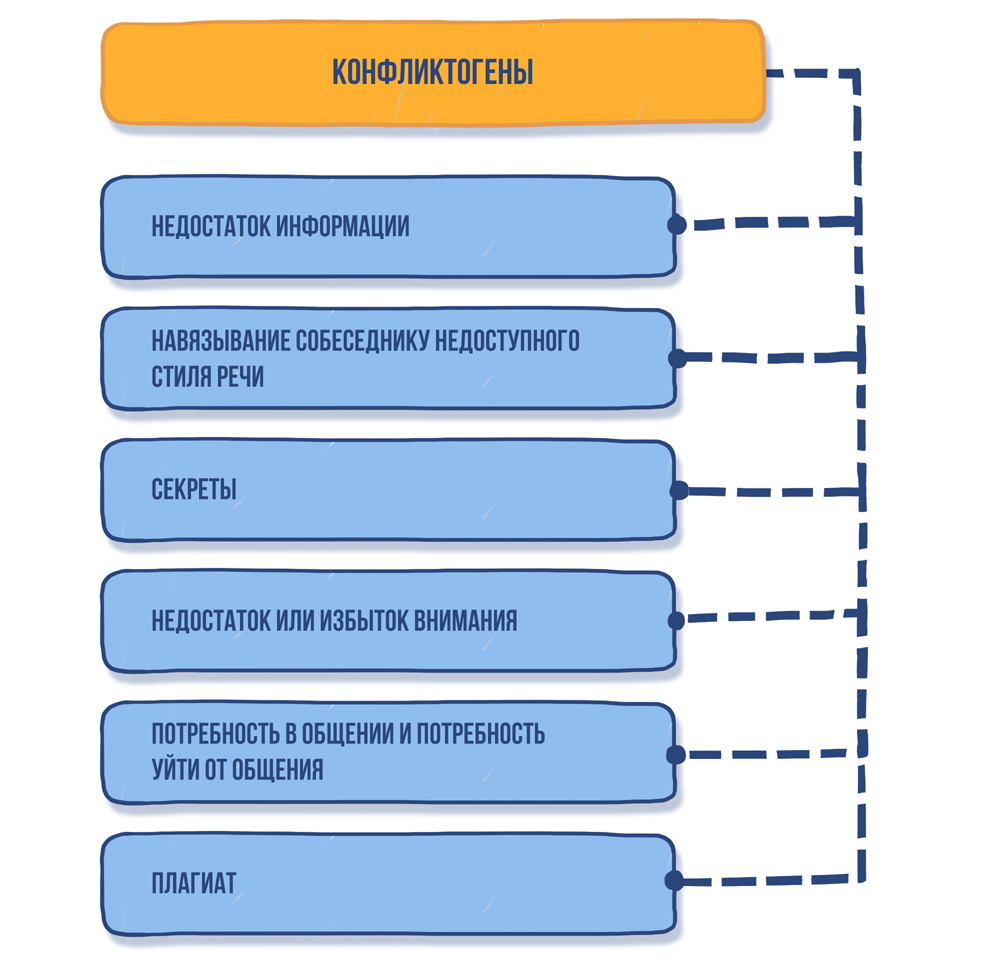 КОНФЛИКТОГЕНЫ
НЕДОСТАТОК ИНФОРМАЦИИ
НАВЯЗЫВАНИЕ СОБЕСЕДНИКУ НЕДОСТУПНОГО
СТИЛЯ РЕЧИ
СЕКРЕТЫ
НЕДОСТАТОК ИЛИ ИЗБЫТОК ВНИМАНИЯ
ПОТРЕБНОСТЬ В ОБЩЕНИИ И ПОТРЕБНОСТЬ
УЙТИ ОТ ОБЩЕНИЯ
ПЛАГИАТ